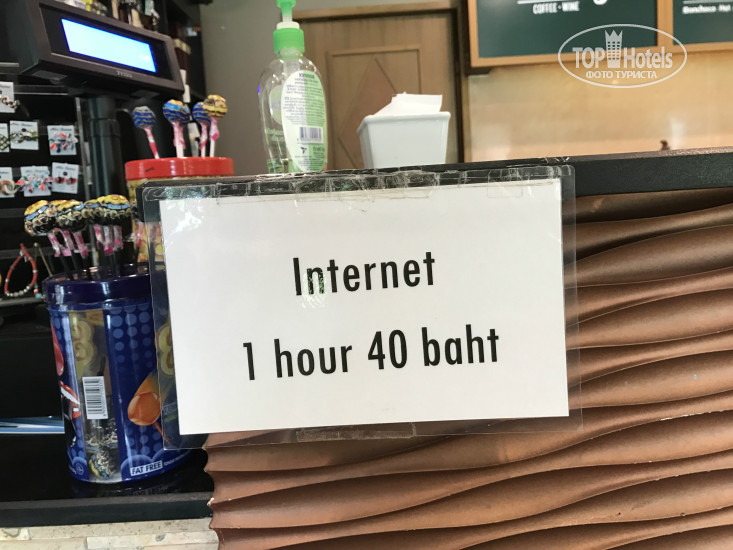 COFFEE • WINE
TOP Hotels
ФОТО ТУРИСТА
Internet
1 hour 40 baht
FAT FREE